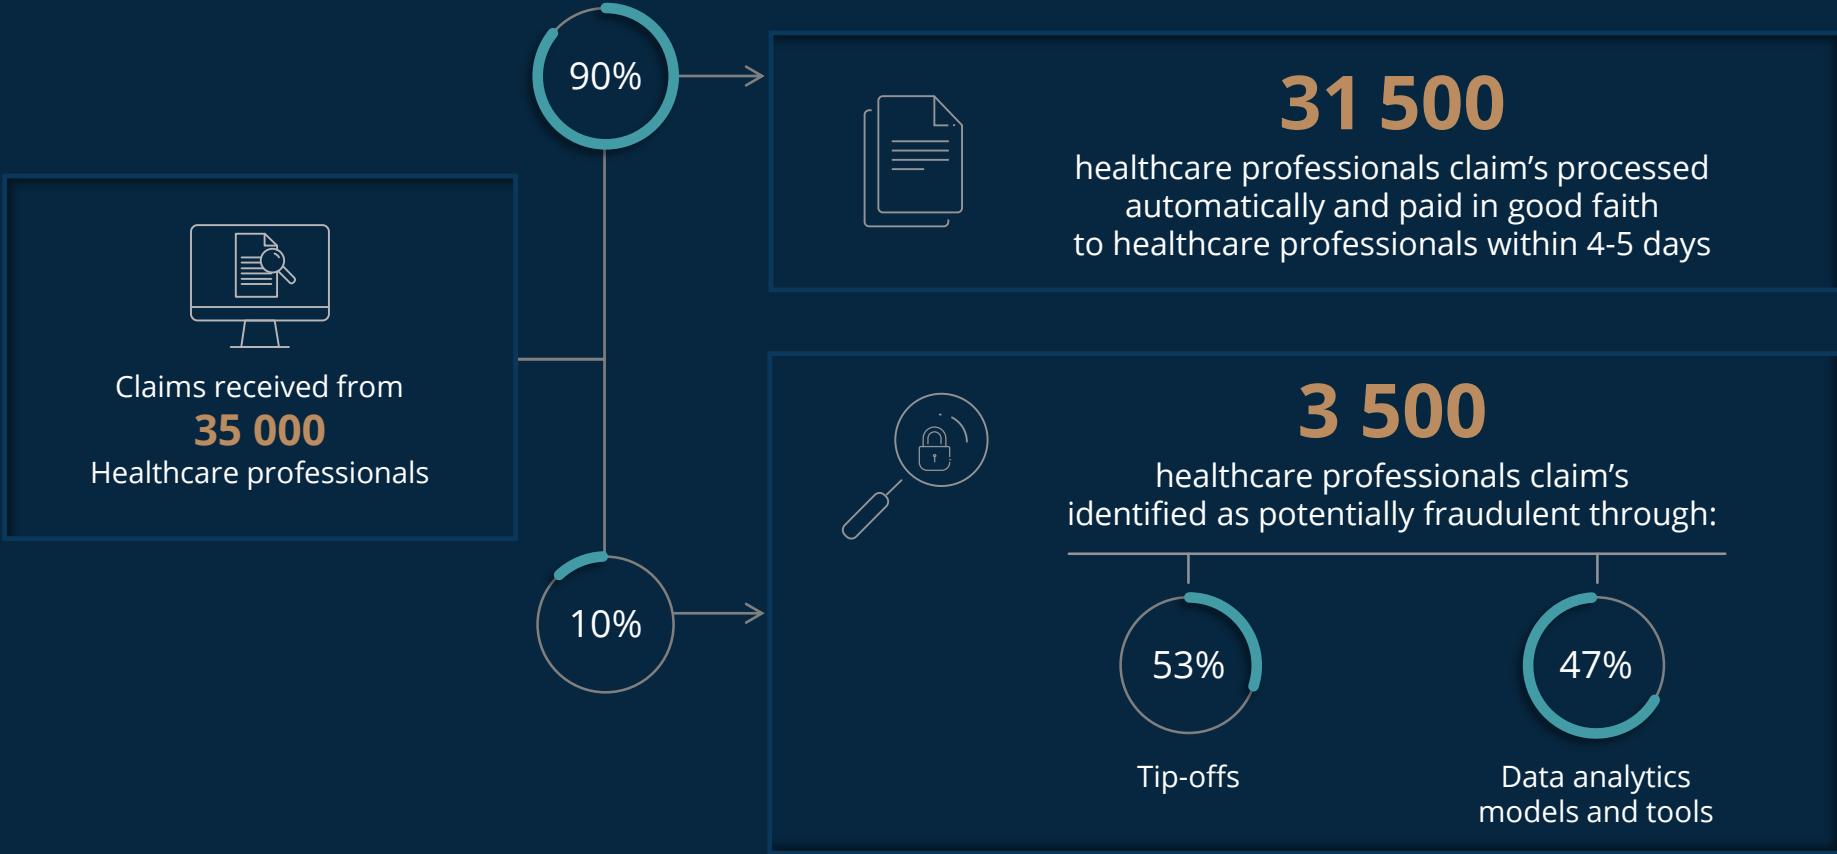 Claims received from
35 000
Healthcare professionals
90%
31 500
healthcare professionals claim’s processed
automatically and paid in good faith
to healthcare professionals within 4-5 days
10%
3 500
healthcare professionals claim’s
identified as potentially fraudulent through:
53%
Tip-offs
47%
Data analytics
models and tools